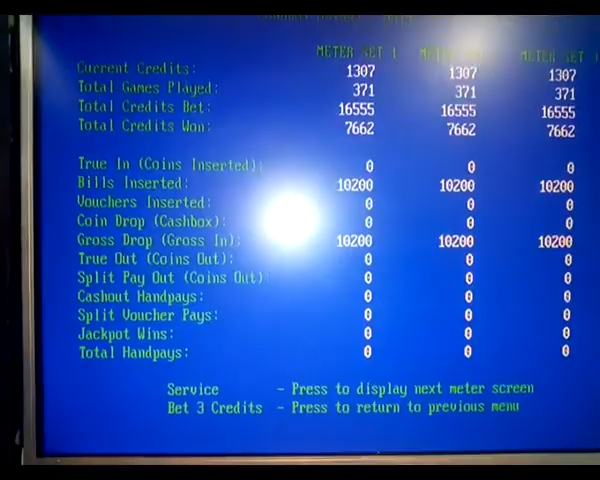 METER SET 1
Current Credits: 1307 1307 1307
Total Games Played: 371 371 371
Total Credits Bet: 16555 16555 16555
Total Credits Won: 7662 7662 7662
True In (Coins Inserted): 0 0 0
Bills Inserted: 10200 10200 10200
Vouchers Inserted: 0 0 0
Coin Drop (Cashbox): 0 0 0
Gross Drop (Gross In): 10200 10200 10200
True Out (Coins Out): 0 0 0
Split Pay Out (Coins Out) 0 0 0
Cashout Handpays: 0 0 0
Split Voucher Pays: 0 0 0
Jackpot Wins: 0 0 0
Total Handpays: 0 0 0
Service - Press to display next meter screen
Bet 3 Credits - Press to return to previous menu